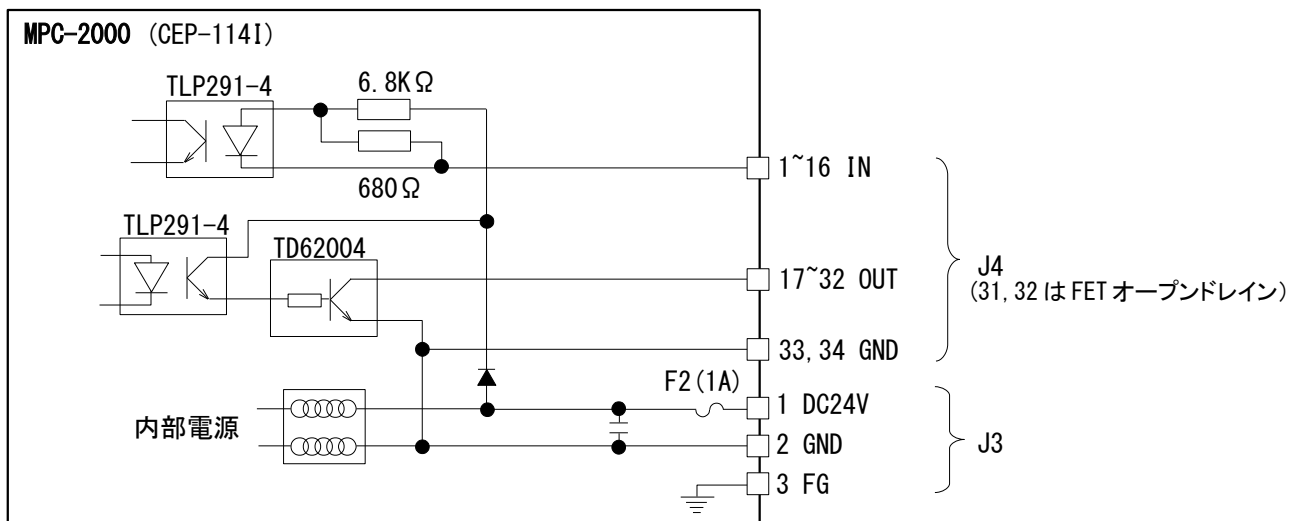 MPC-2000 (CEP-114I)
TLP291-4
6.8KΩ
680Ω
1~16 IN
TLP291-4
TD62004
17~32 OUT
J4
(31,32 は FET オープンドレイン)
33,34 GND
F2(1A)
1 DC24V
内部電源
2 GND
J3
3 FG